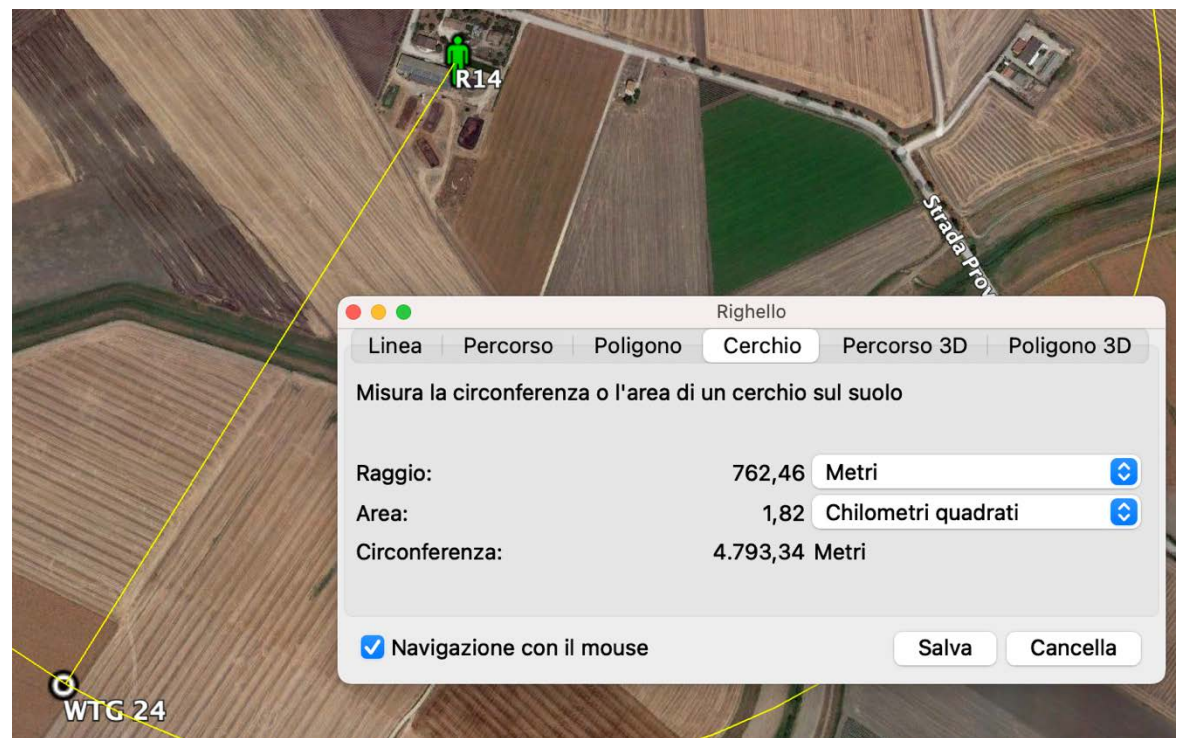 R14
Strada Prov
Righello
Linea Percorso Poligono Cerchio Percorso 3D Poligono 3D
Misura la circonferenza o l'area di un cerchio sul suolo
Raggio: 762,46 Metri
Area: 1,82 Chilometri quadrati
Circonferenza: 4.793,34 Metri
Navigazione con il mouse Salva Cancella
WTG 24